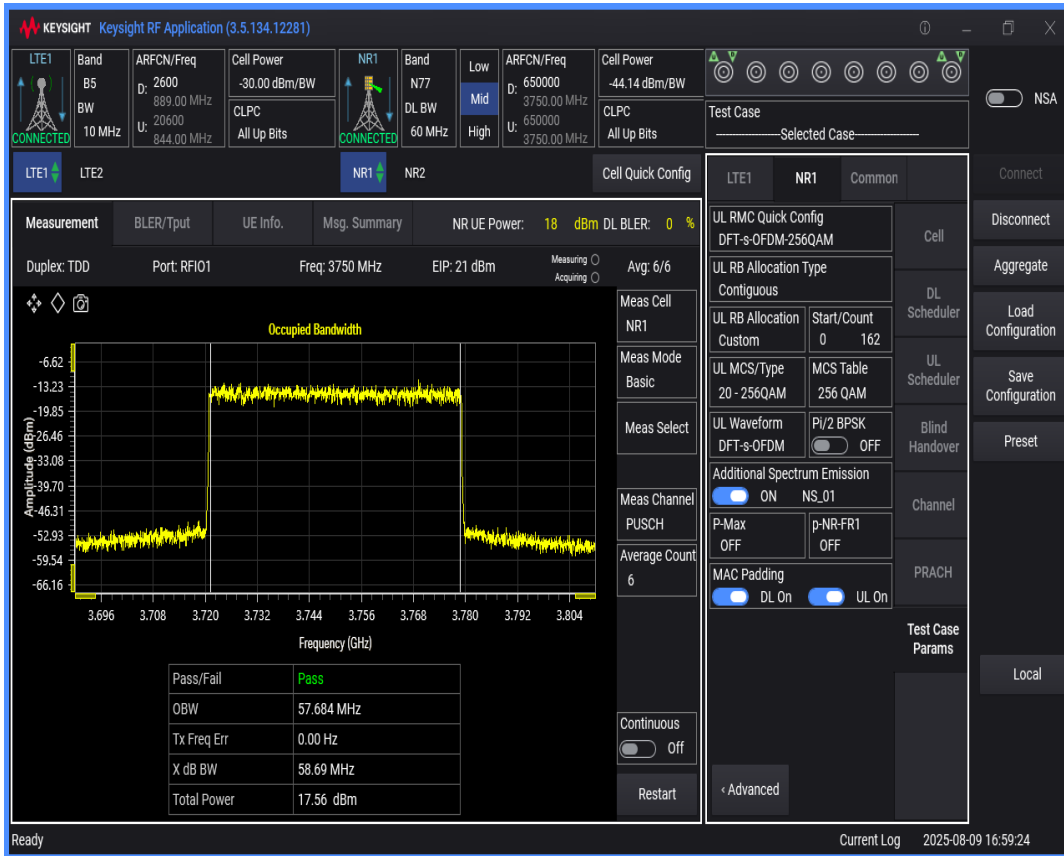 KEYSIGHT Keysight RF Application (3.5.134.12281)
LTE1 Band ARFCN/Freq Cell Power NR1 Band Low ARFCN/Freq Cell Power
B5 D: 2600 -30.00 dBm/BW N77 D: 650000 -44.14 dBm/BW
889.00 MHz 3750.00 MHz
BW U: 20600 CLPC DL BW Mid U: 650000 CLPC Test Case
CONNECTED 10 MHz 844.00 MHz All Up Bits CONNECTED 60 MHz High 3750.00 MHz All Up Bits --------------------Selected Case--------------------
NSA
LTE1 LTE2 NR1 NR2 Cell Quick Config LTE1 NR1 Common Connect
Measurement BLER/Tput UE Info. Msg. Summary NR UE Power: 18 dBm DL BLER: 0 %
Duplex: TDD Port: RFIO1 Freq: 3750 MHz EIP: 21 dBm Measuring Avg: 6/6
Acquiring
Occupied Bandwidth
Amplitude (dBm)
-6.62
-13.23
-19.85
-26.46
-33.08
-39.70
-46.31
-52.93
-59.54
-66.16
3.696 3.708 3.720 3.732 3.744 3.756 3.768 3.780 3.792 3.804
Frequency (GHz)
Pass/Fail Pass
OBW 57.684 MHz
Tx Freq Err 0.00 Hz
X dB BW 58.69 MHz
Total Power 17.56 dBm
Meas Cell
NR1
Meas Mode
Basic
Meas Select
Meas Channel
PUSCH
Average Count
6
Continuous
Off
Restart
UL RMC Quick Config
DFT-s-OFDM-256QAM
UL RB Allocation Type
Contiguous
UL RB Allocation Start/Count
Custom 0 162
UL MCS/Type MCS Table
20 - 256QAM 256 QAM
UL Waveform Pi/2 BPSK
DFT-s-OFDM OFF
Additional Spectrum Emission
ON NS_01
P-Max p-NR-FR1
OFF OFF
MAC Padding
DL On UL On
‹ Advanced
Cell
DL
Scheduler
UL
Scheduler
Blind
Handover
Channel
PRACH
Test Case
Params
Disconnect
Aggregate
Load
Configuration
Save
Configuration
Preset
Local
Ready Current Log 2025-08-09 16:59:24